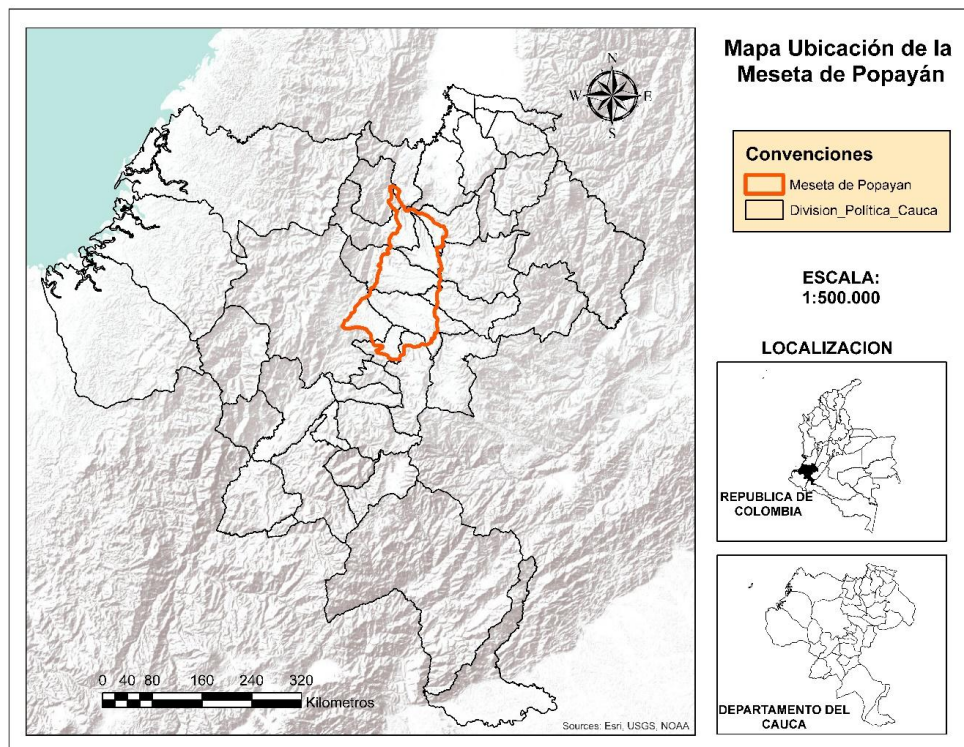 Mapa Ubicación de la
Meseta de Popayán
N
W
E
S
Convenciones
Meseta de Popayan
Division_Política_Cauca
ESCALA:
1:500.000
LOCALIZACION
REPUBLICA DE
COLOMBIA
DEPARTAMENTO DEL
CAUCA
0 40 80 160 240 320
Kilometros
Sources: Esri, USGS, NOAA